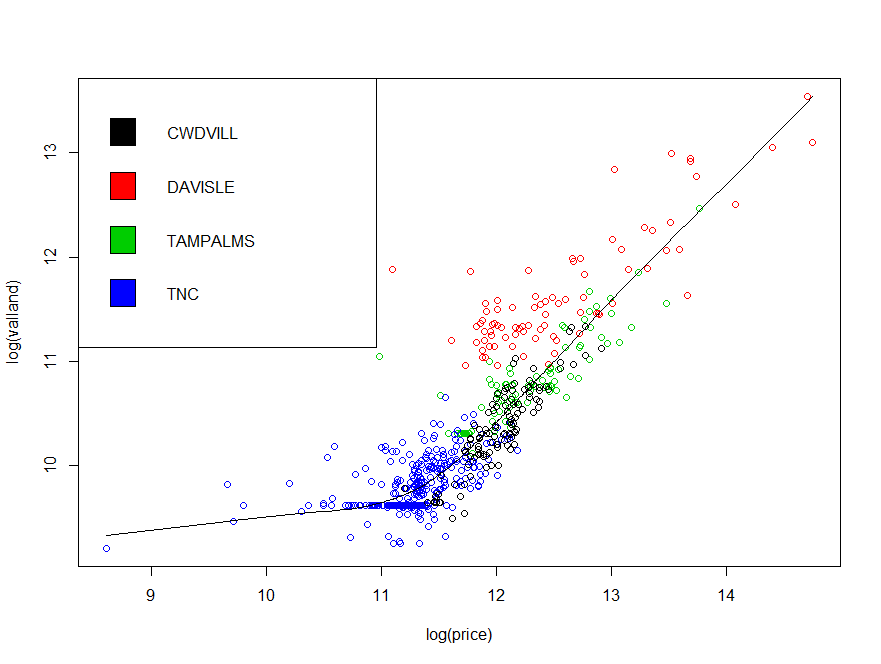 CWDVILL
DAVISLE
TAMPALMS
TNC
13
12
11
10
log(valland)
9 10 11 12 13 14
log(price)